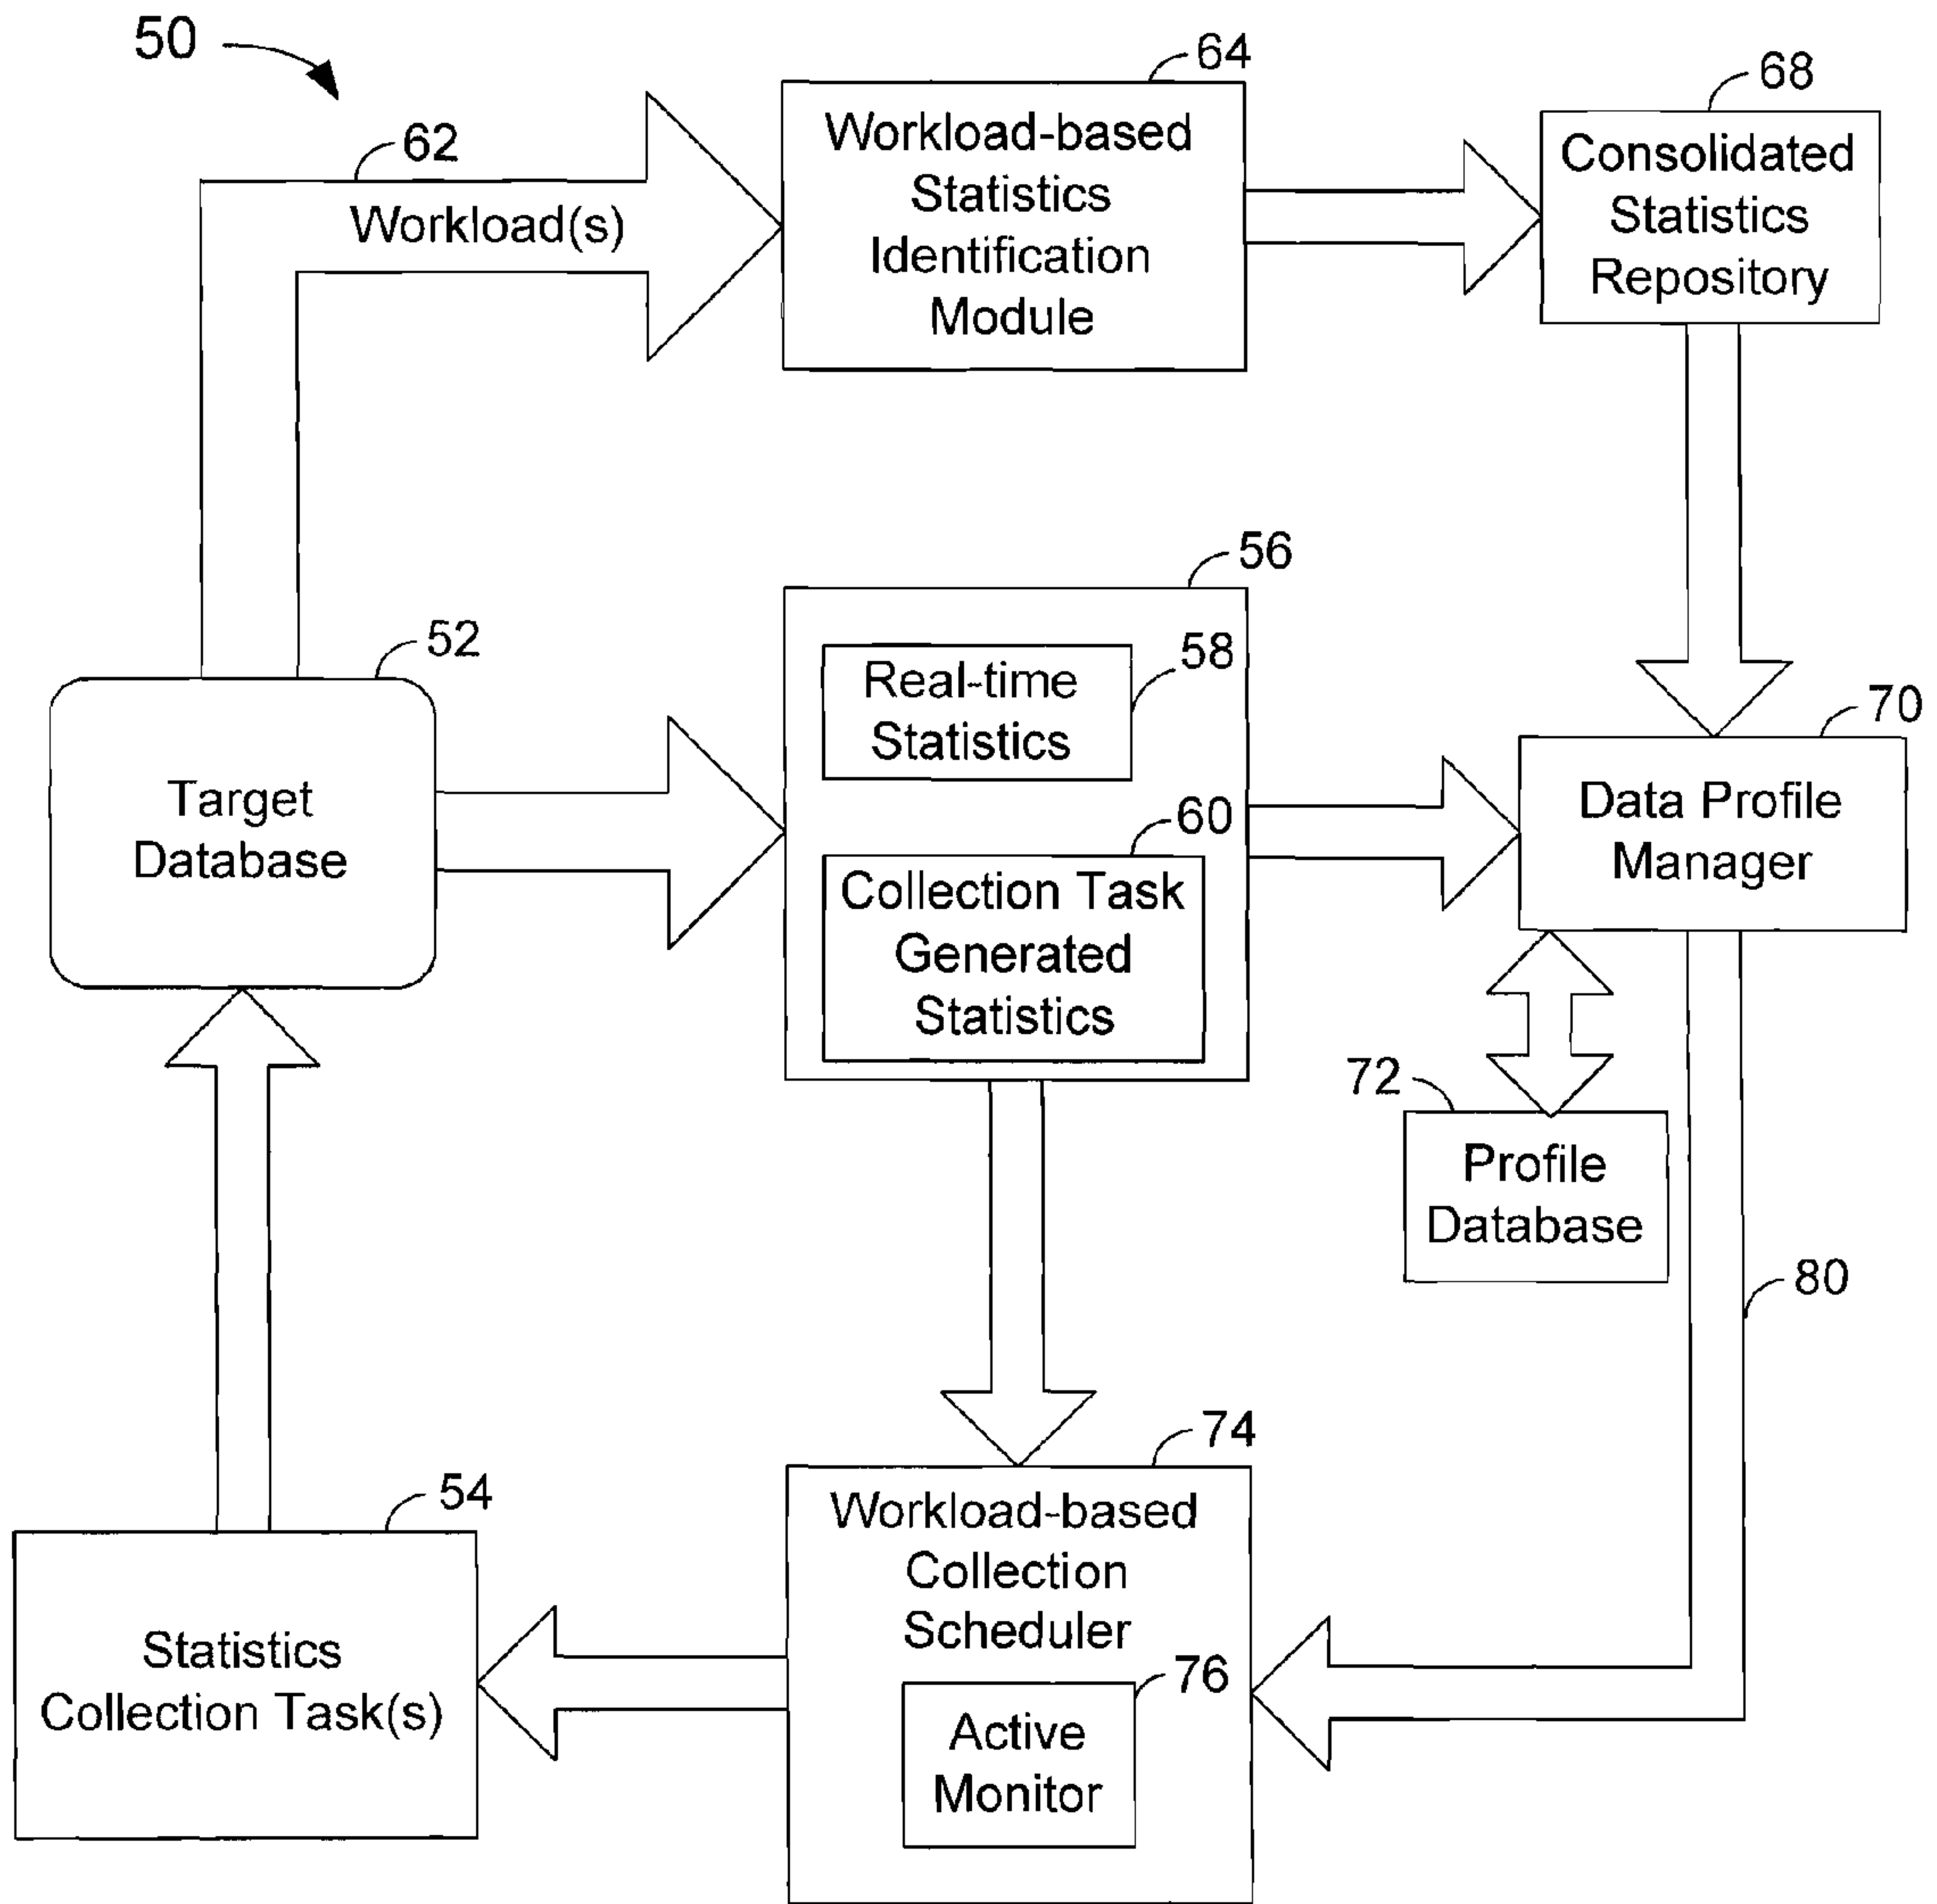 50
62
Workload(s)
64
Workload-based
Statistics
Identification
Module
68
Consolidated
Statistics
Repository
52
Target
Database
56
58
Real-time
Statistics
60
Collection Task
Generated
Statistics
70
Data Profile
Manager
72
Profile
Database
80
54
Statistics
Collection Task(s)
74
Workload-based
Collection
Scheduler
76
Active
Monitor